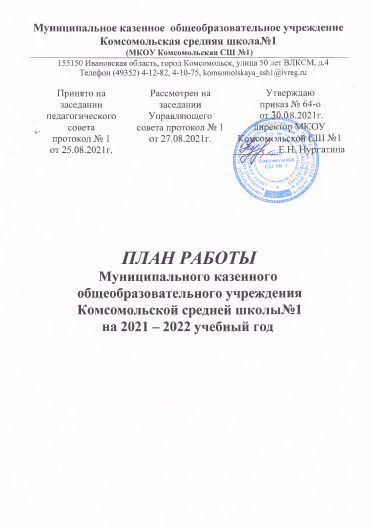 Муниципальное казенное общеобразовательное учреждение
Комсомольская средняя школа№1
(МКОУ Комсомольская СШ №1)
155150 Ивановская область, город Комсомольск, улица 50 лет ВЛКСМ, д.4
Телефон (49352) 4-12-82, 4-10-75, komsomolskaya_ssh1@ivreg.ru
Принято на
заседании
педагогического
совета
протокол № 1
от 25.08.2021г.
Рассмотрен на
заседании
Управляющего
совета протокол № 1
от 27.08.2021г.
Утверждаю
приказ № 64-о
от 30.08.2021г.
директор МКОУ
Комсомольской СШ №1
Е.Н. Нургатина
Комсомольская
СШ № 1
ПЛАН РАБОТЫ
Муниципального казенного
общеобразовательного учреждения
Комсомольской средней школы№1
на 2021 – 2022 учебный год